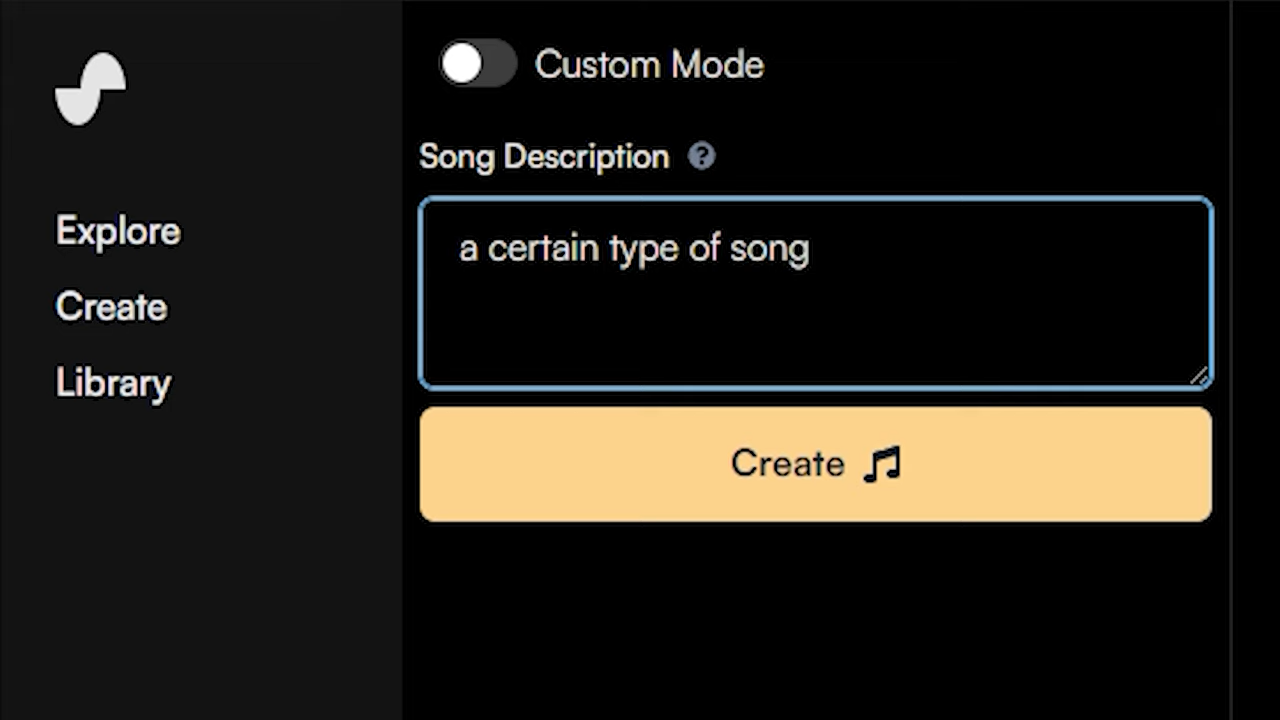 Custom Mode
Song Description ?
Explore
Create
Library
a certain type of song
Create